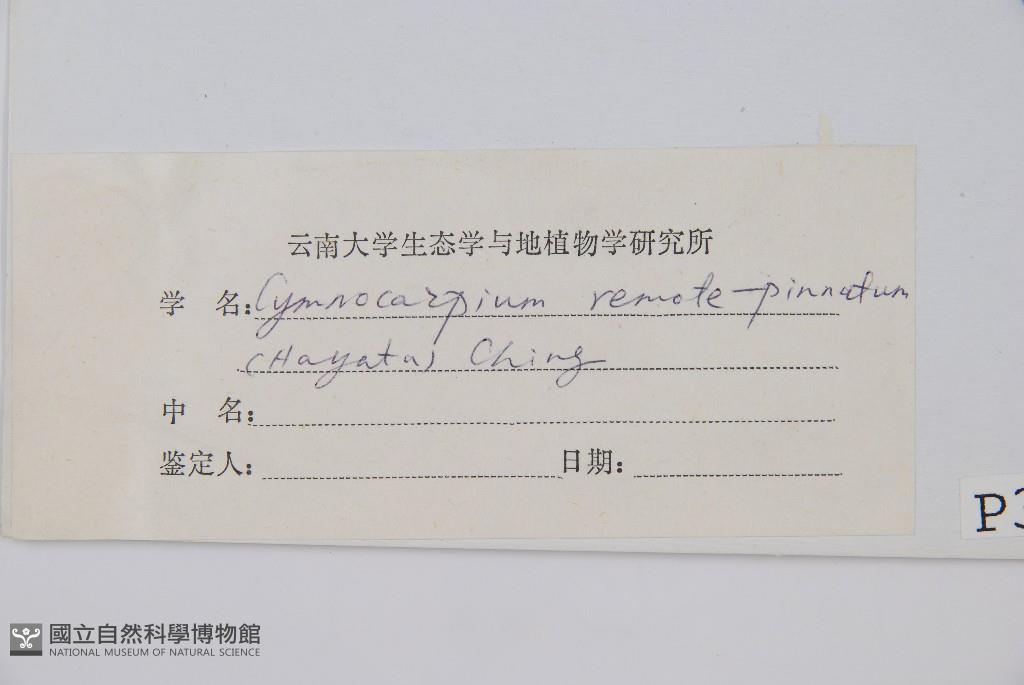 云南大学生态学与地植物学研究所
学 名: Gymnocarpium remote-pinnatum
(Hayata) Ching
中 名:
鉴定人: 日期:
P3
國立自然科學博物館
NATIONAL MUSEUM OF NATURAL SCIENCE